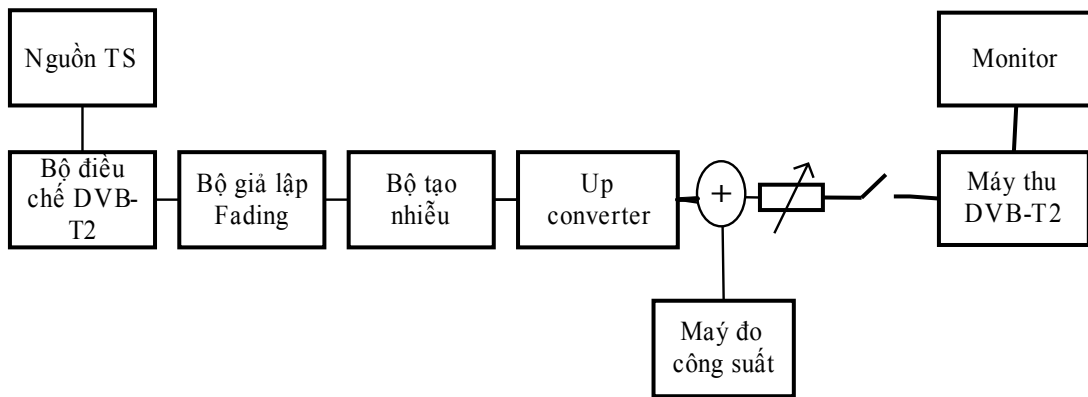 Nguồn TS
Monitor
Bộ điều
chế DVB-
T2
Bộ giả lập
Fading
Bộ tạo
nhiễu
Up
converter
+
Máy thu
DVB-T2
Maý đo
công suất